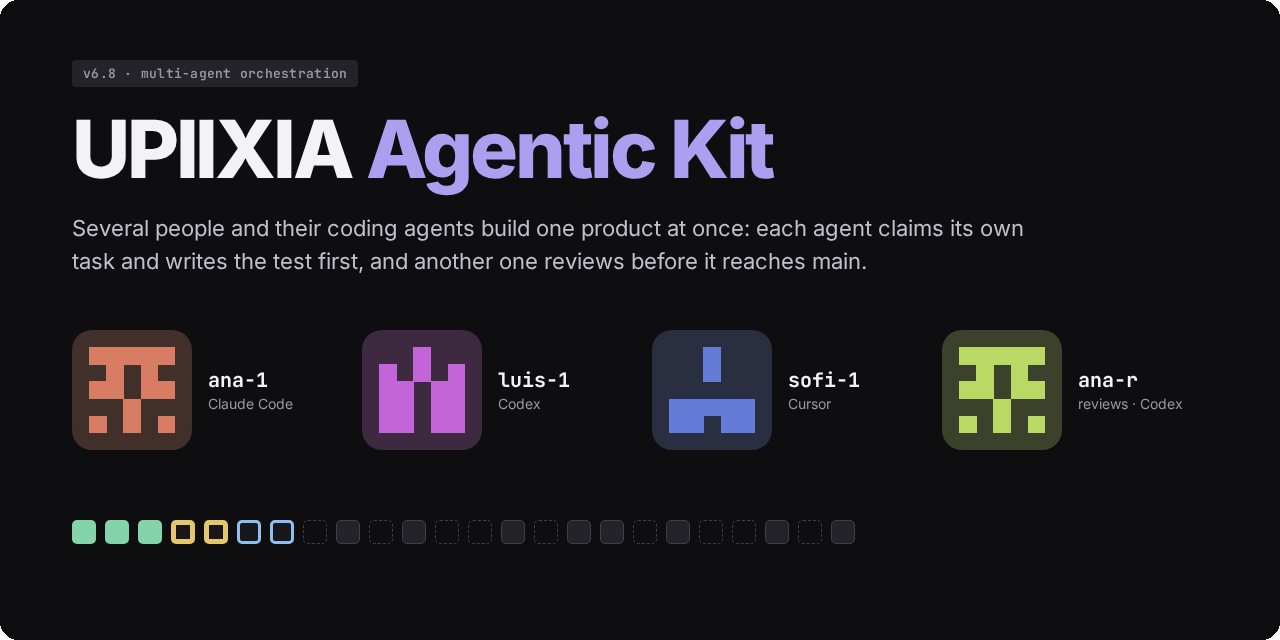 v6.8 · multi-agent orchestration
UPIIXIA Agentic Kit
Several people and their coding agents build one product at once: each agent claims its own
task and writes the test first, and another one reviews before it reaches main.
ana-1
Claude Code
luis-1
Codex
sofi-1
Cursor
ana-r
reviews · Codex